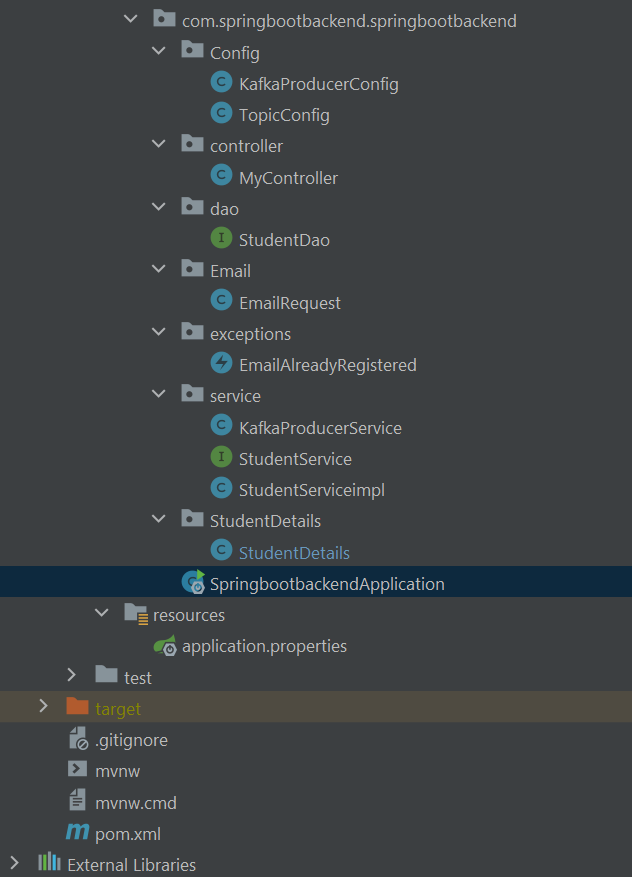 com.springbootbackend.springbootbackend
Config
KafkaProducerConfig
TopicConfig
controller
MyController
dao
StudentDao
Email
EmailRequest
exceptions
EmailAlreadyRegistered
service
KafkaProducerService
StudentService
StudentServiceimpl
StudentDetails
StudentDetails
SpringbootbackendApplication
resources
application.properties
test
target
.gitignore
mvnw
mvnw.cmd
pom.xml
External Libraries